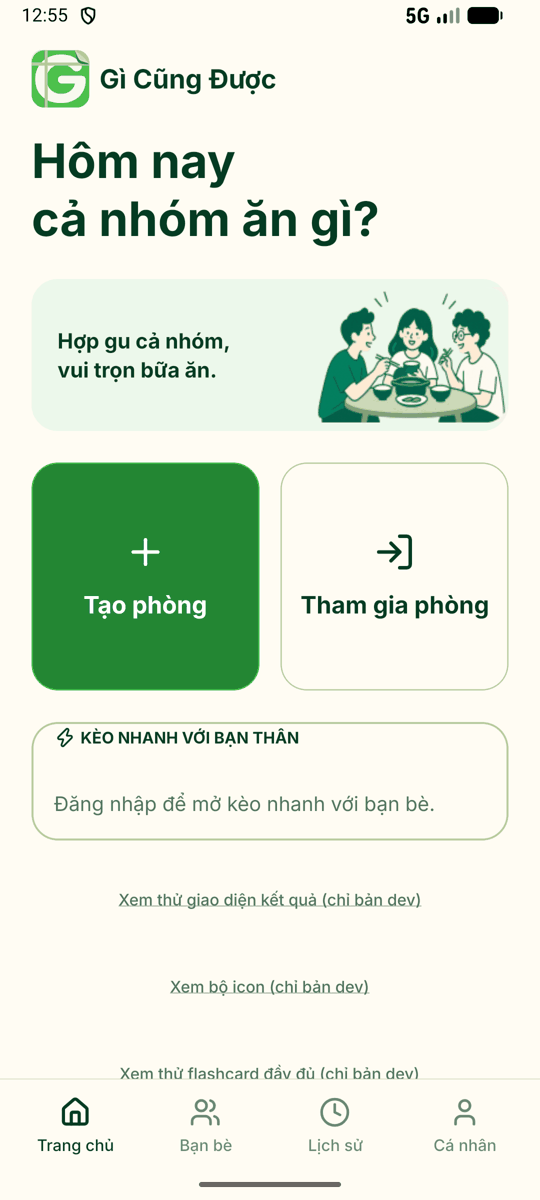 12:55
5G
Gì Cũng Được
Hôm nay
cả nhóm ăn gì?
Hợp gu cả nhóm,
vui trọn bữa ăn.
Tạo phòng
Tham gia phòng
KÈO NHANH VỚI BẠN THÂN
Đăng nhập để mở kèo nhanh với bạn bè.
Xem thử giao diện kết quả (chỉ bản dev)
Xem bộ icon (chỉ bản dev)
Xem thử flashcard đầy đủ (chỉ bản dev)
Trang chủ
Bạn bè
Lịch sử
Cá nhân